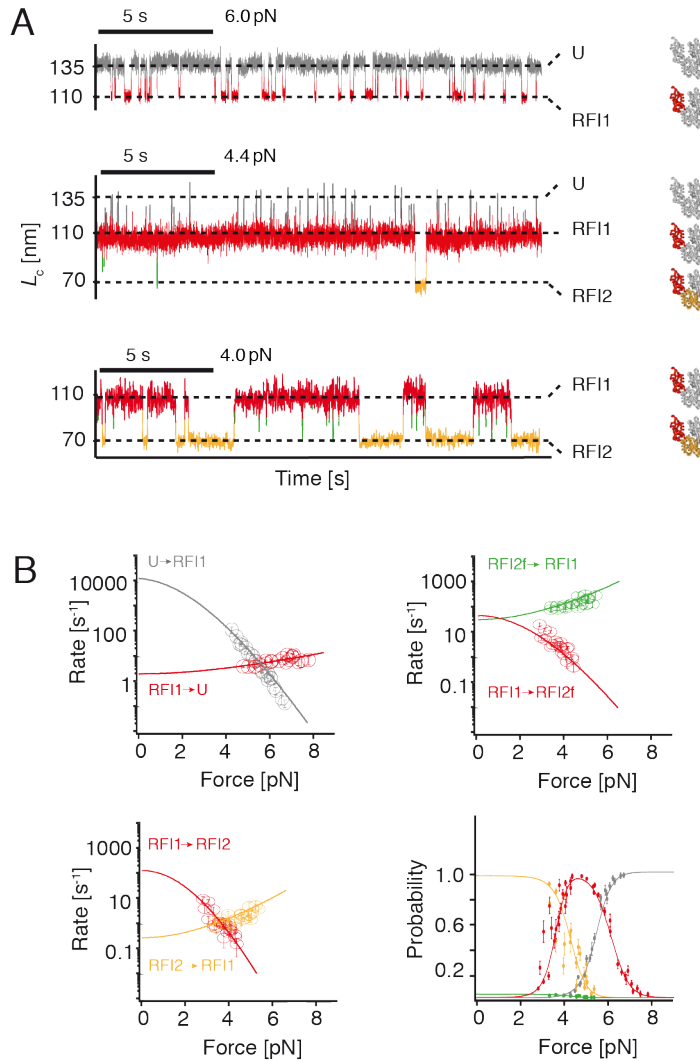 A
5 s 6.0 pN
135
110
U
RFI1
5 s 4.4 pN
135
110
70
U
RFI1
RFI2
Lc [nm]
5 s 4.0 pN
110
70
RFI1
RFI2
Time [s]
B
U→RFI1
10000
100
1
Rate [s-1]
RFI1→U
0 2 4 6 8
Force [pN]
RFI2f→RFI1
1000
10
0.1
Rate [s-1]
RFI1→RFI2f
0 2 4 6 8
Force [pN]
RFI1→RFI2
1000
10
0.1
Rate [s-1]
RFI2→RFI1
0 2 4 6 8
Force [pN]
1.0
0.6
0.2
Probability
0 2 4 6 8
Force [pN]